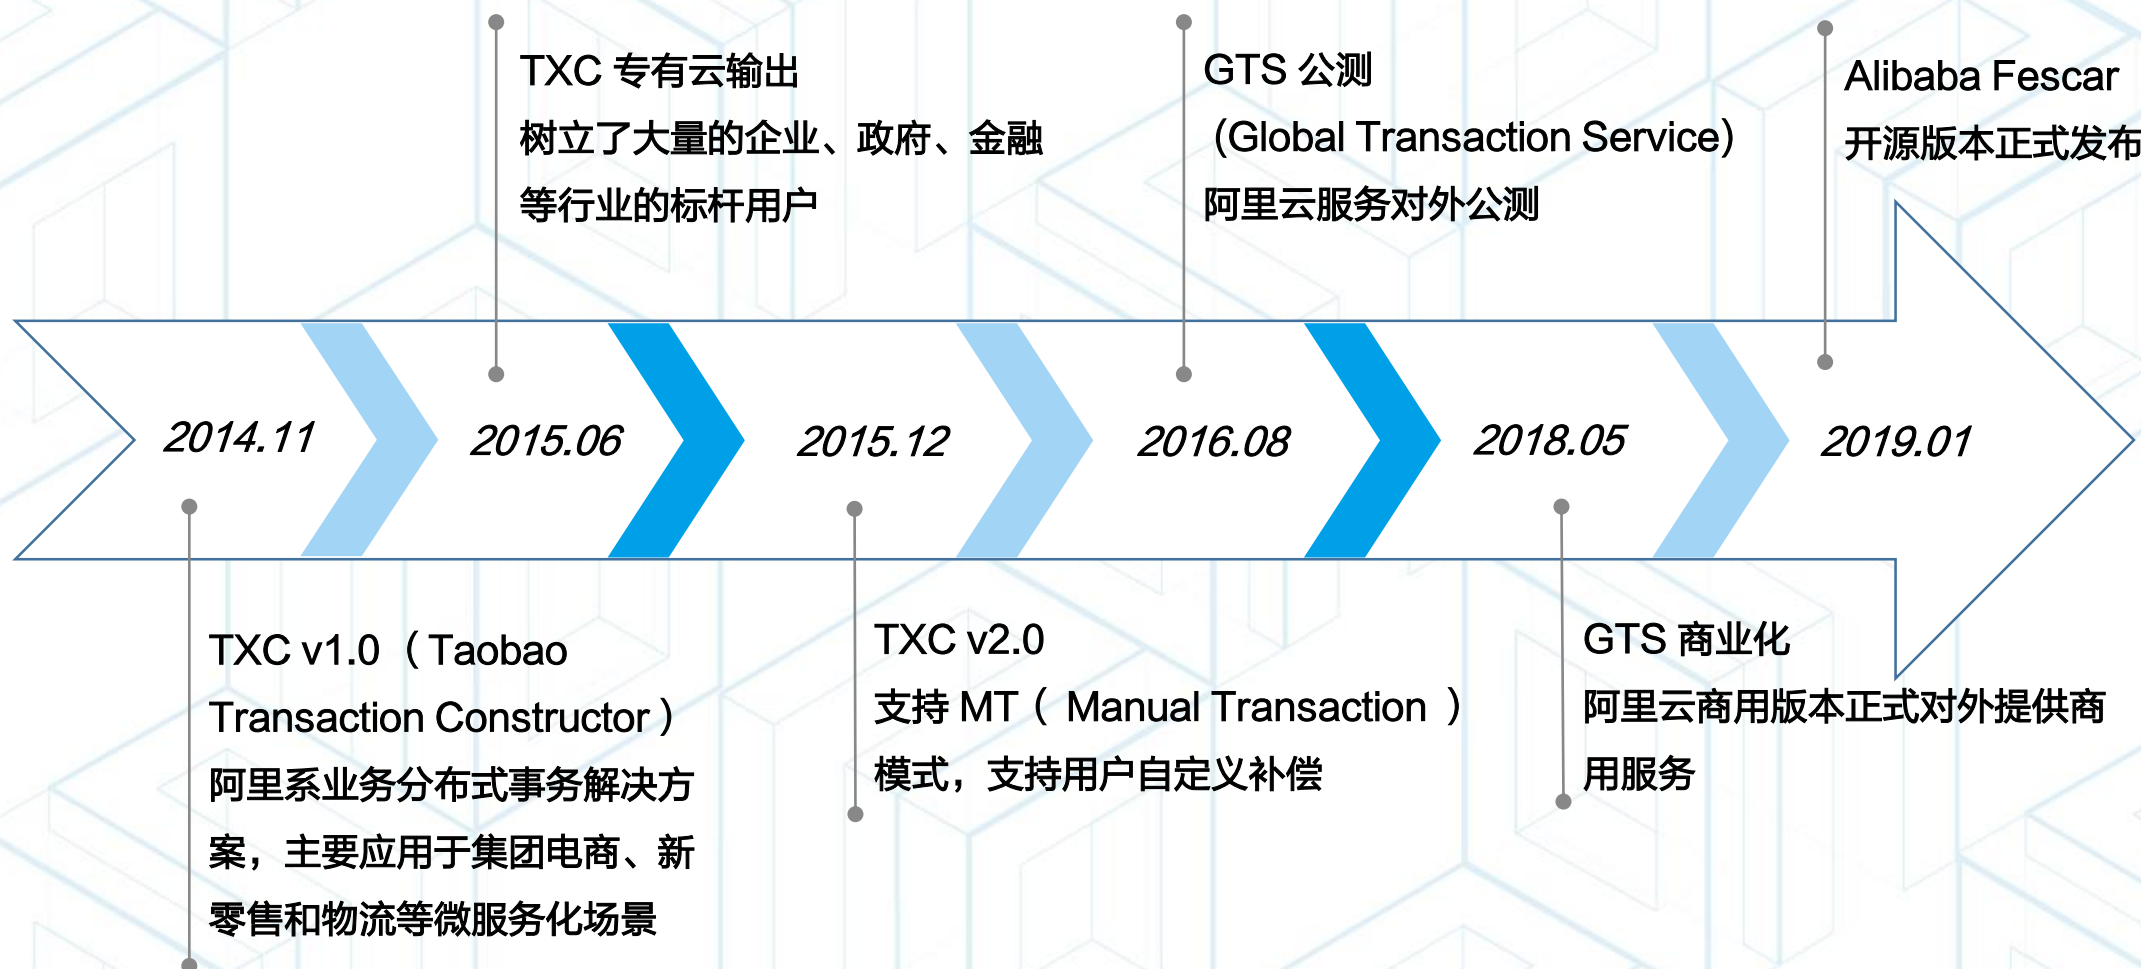 TXC 专有云输出
树立了大量的企业、政府、金融
等行业的标杆用户
GTS 公测
(Global Transaction Service)
阿里云服务对外公测
Alibaba Fescar
开源版本正式发布
2014.11
2015.06
2015.12
2016.08
2018.05
2019.01
TXC v1.0（Taobao
Transaction Constructor）
阿里系业务分布式事务解决方
案，主要应用于集团电商、新
零售和物流等微服务化场景
TXC v2.0
支持 MT（ Manual Transaction ）
模式，支持用户自定义补偿
GTS 商业化
阿里云商用版本正式对外提供商
用服务